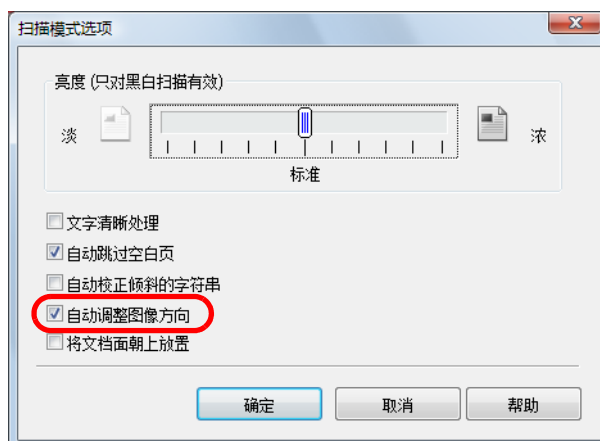 扫描模式选项
亮度 (只对黑白扫描有效)
淡
浓
标准
文字清晰处理
自动跳过空白页
自动校正倾斜的字符串
自动调整图像方向
将文档面朝上放置
确定
取消
帮助